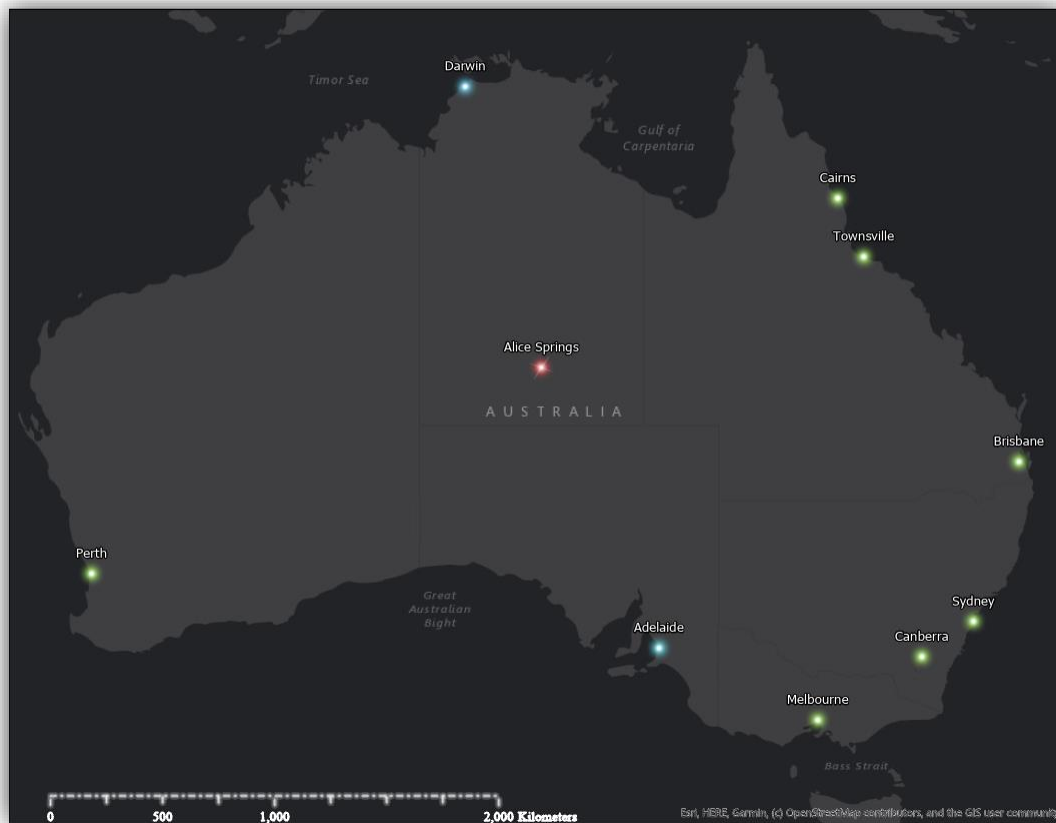 Darwin
Timor Sea
Gulf of
Carpentaria
Cairns
Townsville
Alice Springs
AUSTRALIA
Brisbane
Perth
Great
Australian
Bight
Sydney
Adelaide
Canberra
Melbourne
Bass Strait
0 500 1,000 2,000 Kilometers
Esri, HERE, Garmin, (c) OpenStreetMap contributors, and the GIS user communit